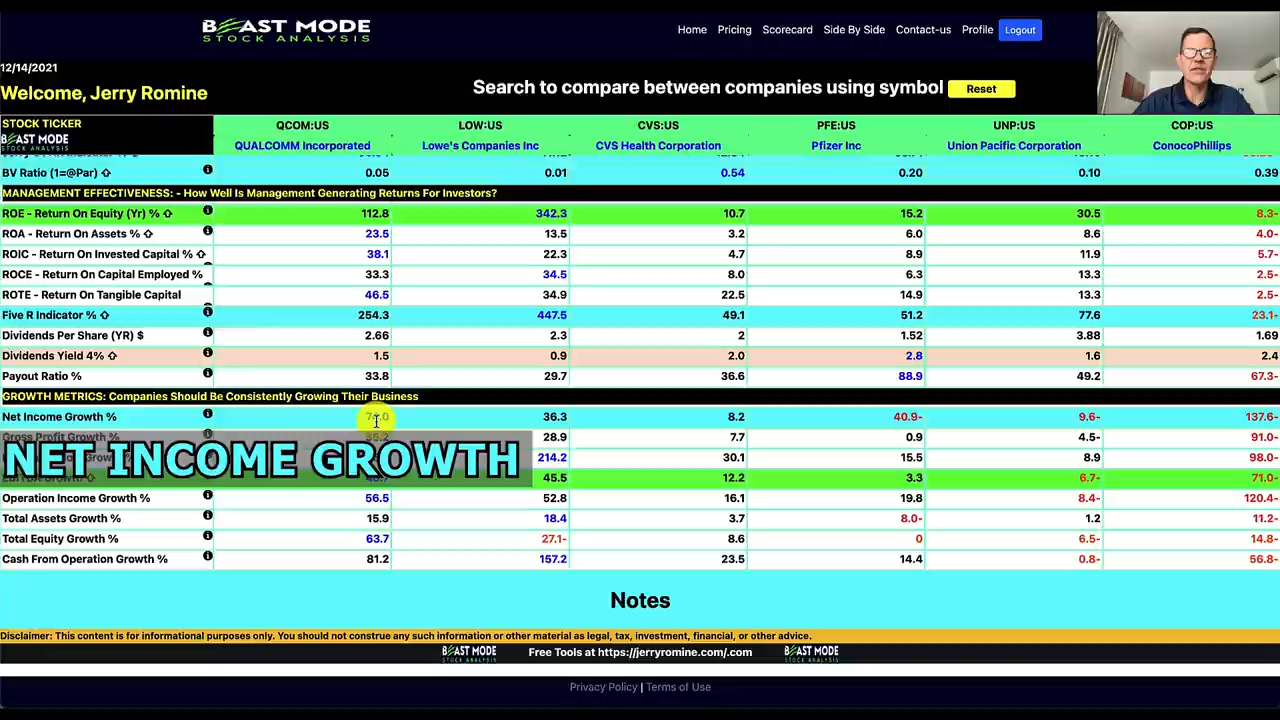 BEAST MODE
STOCK ANALYSIS
Home Pricing Scorecard Side By Side Contact-us Profile Logout
12/14/2021
Welcome, Jerry Romine
Search to compare between companies using symbol Reset
STOCK TICKER QCOM:US LOW:US CVS:US PFE:US UNP:US COP:US
BEAST MODE
STOCK ANALYSIS
QUALCOMM Incorporated Lowe's Companies Inc CVS Health Corporation Pfizer Inc Union Pacific Corporation ConocoPhillips
BV Ratio (1=@Par) 0.05 0.01 0.54 0.20 0.10 0.39
MANAGEMENT EFFECTIVENESS: - How Well Is Management Generating Returns For Investors?
ROE - Return On Equity (Yr) % 112.8 342.3 10.7 15.2 30.5 8.3-
ROA - Return On Assets % 23.5 13.5 3.2 6.0 8.6 4.0-
ROIC - Return On Invested Capital % 38.1 22.3 4.7 8.9 11.9 5.7-
ROCE - Return On Capital Employed % 33.3 34.5 8.0 6.3 13.3 2.5-
ROTE - Return On Tangible Capital 46.5 34.9 22.5 14.9 13.3 2.5-
Five R Indicator % 254.3 447.5 49.1 51.2 77.6 23.1-
Dividends Per Share (YR) $ 2.66 2.3 2 1.52 3.88 1.69
Dividends Yield 4% 1.5 0.9 2.0 2.8 1.6 2.4
Payout Ratio % 33.8 29.7 36.6 88.9 49.2 67.3-
GROWTH METRICS: Companies Should Be Consistently Growing Their Business
Net Income Growth % 36.3 8.2 40.9- 9.6- 137.6-
Gross Profit Growth % 35.2 28.9 7.7 0.9 4.5- 91.0-
NET INCOME GROWTH
214.2 30.1 15.5 8.9 98.0-
45.5 12.2 3.3 6.7- 71.0-
Operation Income Growth % 56.5 52.8 16.1 19.8 8.4- 120.4-
Total Assets Growth % 15.9 18.4 3.7 8.0- 1.2 11.2-
Total Equity Growth % 63.7 27.1- 8.6 0 6.5- 14.8-
Cash From Operation Growth % 81.2 157.2 23.5 14.4 0.8- 56.8-
Notes
Disclaimer: This content is for informational purposes only. You should not construe any such information or other material as legal, tax, investment, financial, or other advice.
BEAST MODE
STOCK ANALYSIS
Free Tools at https://jerryromine.com/.com
BEAST MODE
STOCK ANALYSIS
Privacy Policy | Terms of Use